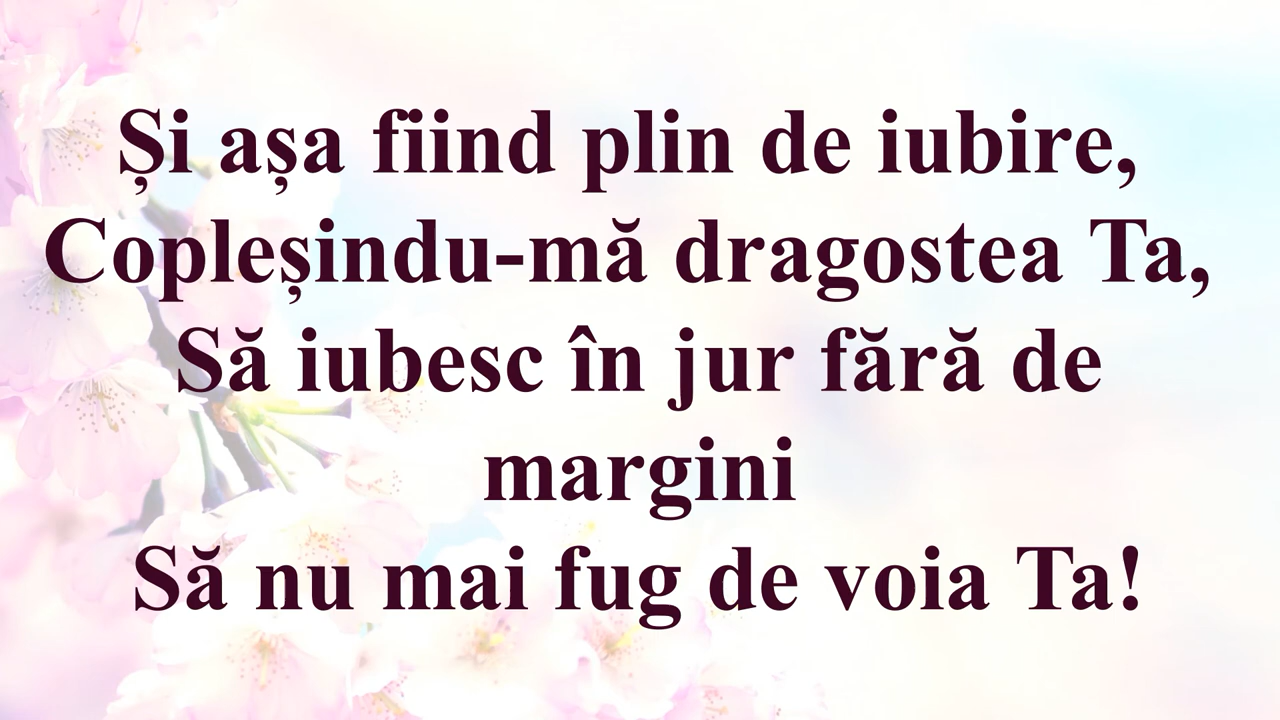 Și așa fiind plin de iubire,
Copleșindu-mă dragostea Ta,
Să iubesc în jur fără de
margini
Să nu mai fug de voia Ta!